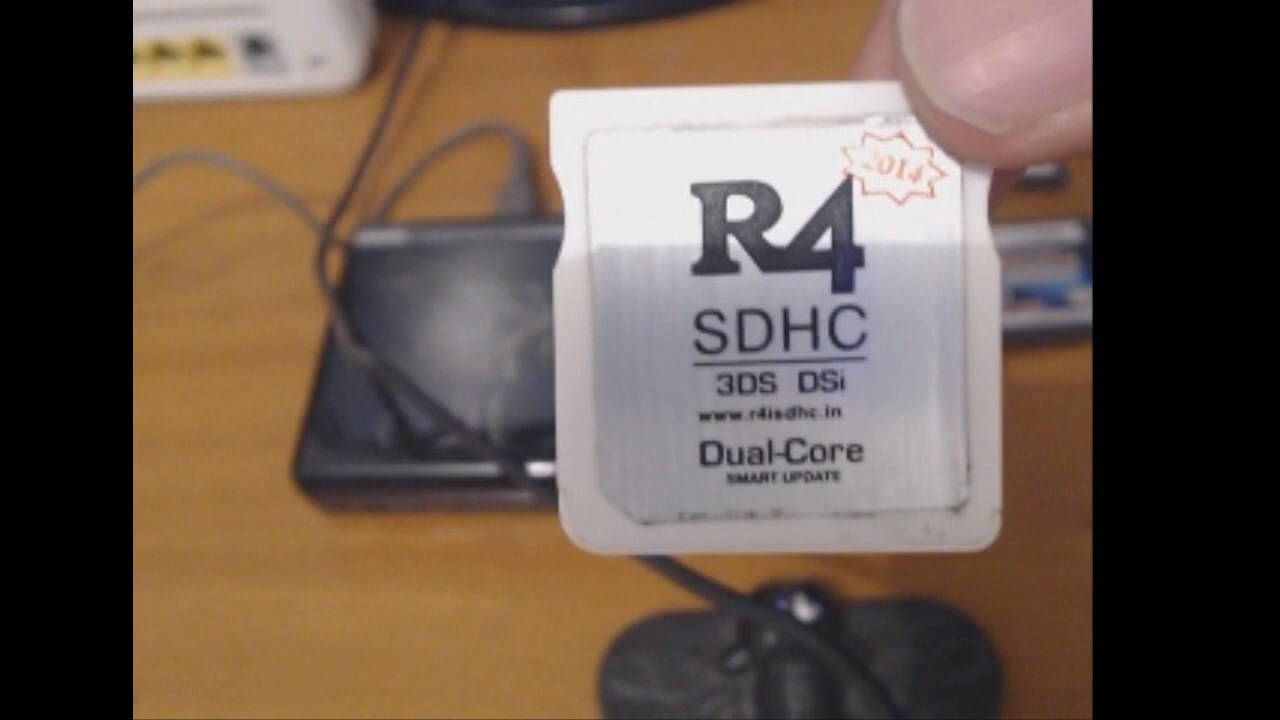 2014
R4
SDHC
3DS DSi
www.r4isdhc.in
Dual-Core
SMART UPDATE